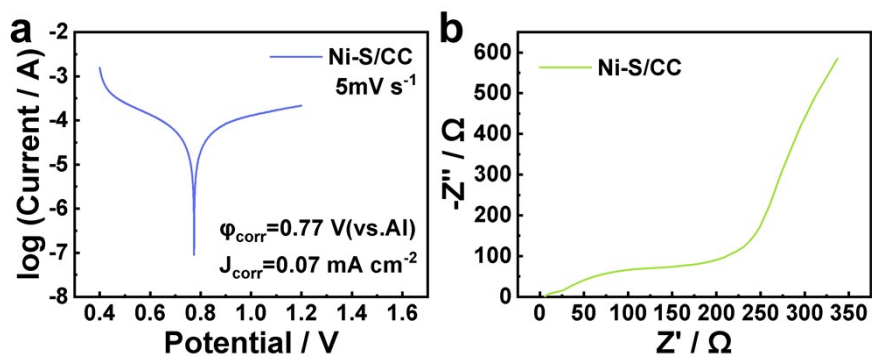 a
-2
-3
-4
-5
-6
-7
-8
log (Current / A)
Ni-S/CC
5mV s⁻¹
φcorr=0.77 V(vs.Al)
Jcorr=0.07 mA cm⁻²
0.4 0.6 0.8 1.0 1.2 1.4 1.6
Potential / V
b
600
500
400
300
200
100
0
-Z'' / Ω
Ni-S/CC
0 50 100 150 200 250 300 350
Z' / Ω